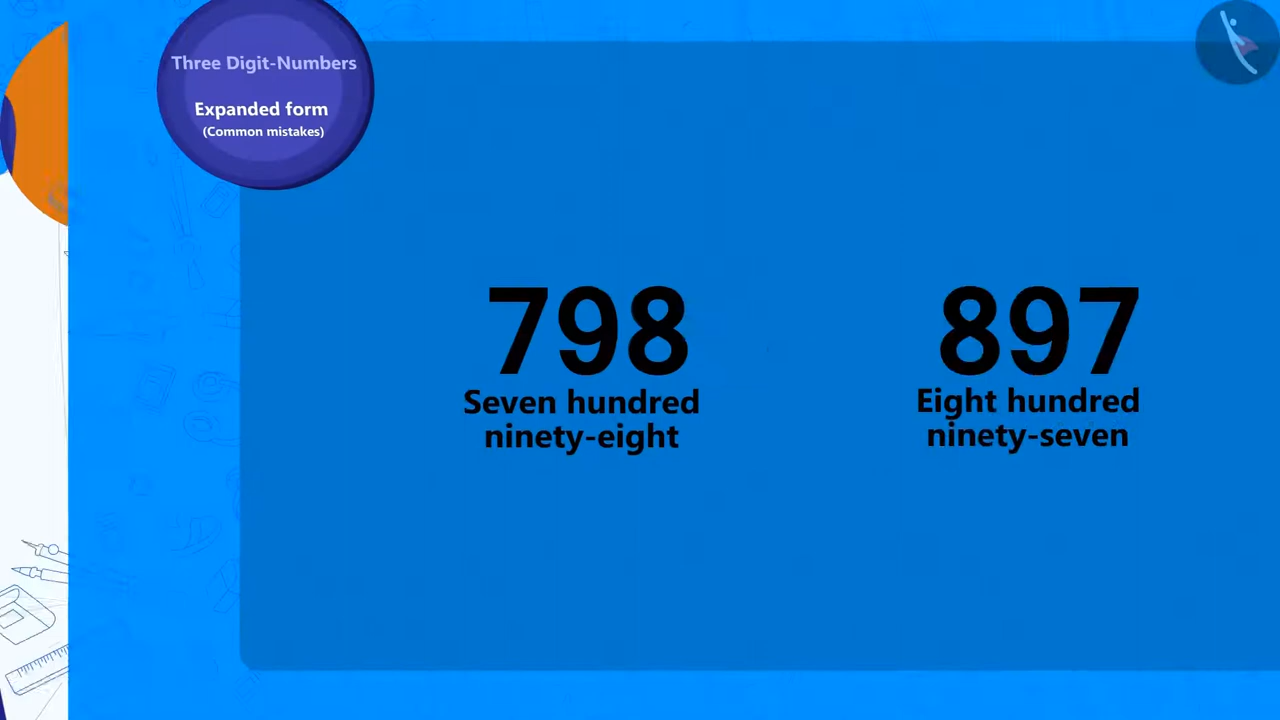 Three Digit-Numbers
Expanded form
(Common mistakes)
798
Seven hundred
ninety-eight
897
Eight hundred
ninety-seven